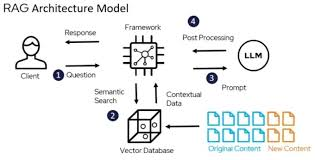 RAG Architecture Model
Framework
4
Response
Post Processing
LLM
Client
1 Question
3
Prompt
Semantic
Search
Contextual
Data
2
Vector Database
Original Content New Content